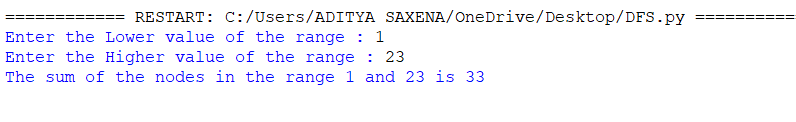 ============ RESTART: C:/Users/ADITYA SAXENA/OneDrive/Desktop/DFS.py ==========
Enter the Lower value of the range : 1
Enter the Higher value of the range : 23
The sum of the nodes in the range 1 and 23 is 33